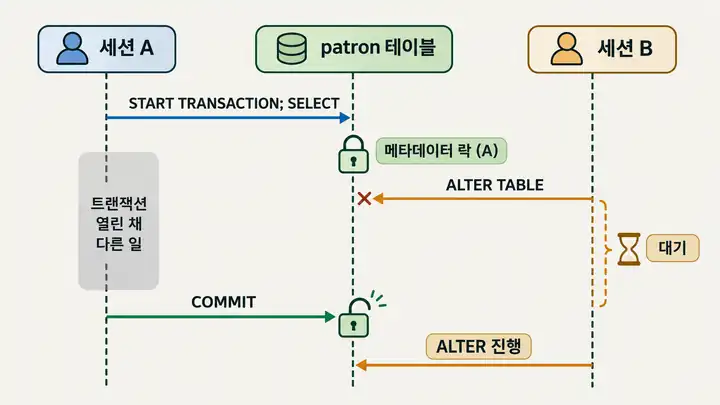 세션 A
patron 테이블
세션 B
START TRANSACTION; SELECT
메타데이터 락 (A)
ALTER TABLE
트랜잭션
열린 채
다른 일
대기
COMMIT
ALTER 진행